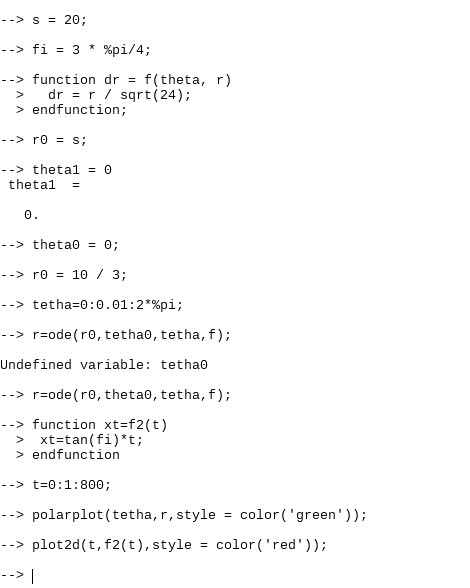 --> s = 20;
--> fi = 3 * %pi/4;
--> function dr = f(theta, r)
  >   dr = r / sqrt(24);
  > endfunction;
--> r0 = s;
--> theta1 = 0
 theta1  =
   0.
--> theta0 = 0;
--> r0 = 10 / 3;
--> tetha=0:0.01:2*%pi;
--> r=ode(r0,tetha0,tetha,f);
Undefined variable: tetha0
--> r=ode(r0,theta0,tetha,f);
--> function xt=f2(t)
  >  xt=tan(fi)*t;
  > endfunction
--> t=0:1:800;
--> polarplot(tetha,r,style = color('green'));
--> plot2d(t,f2(t),style = color('red'));
-->